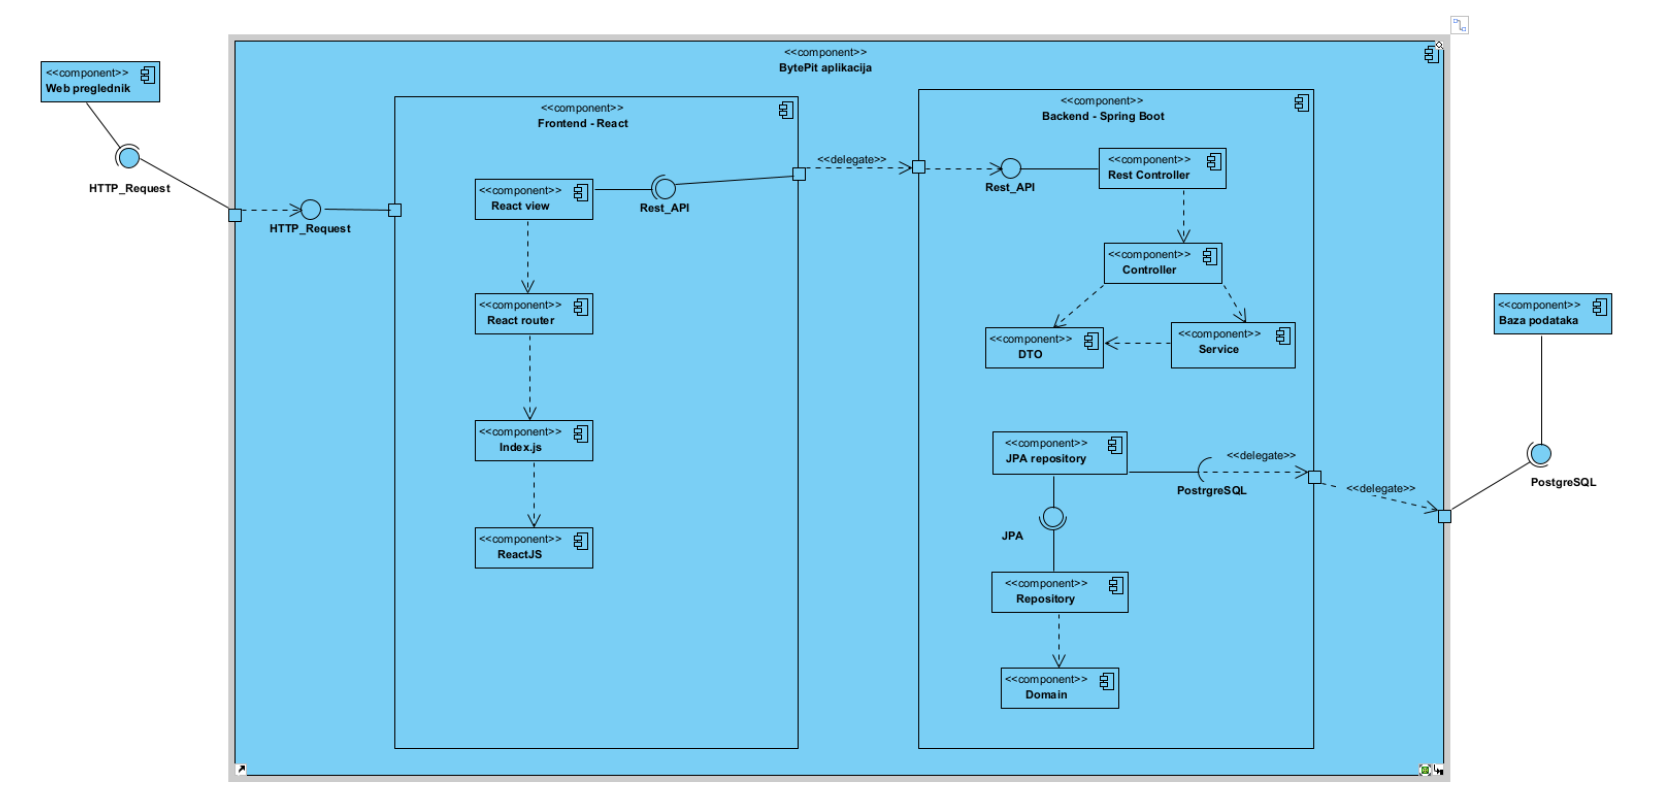 <<component>>
BytePit aplikacija
<<component>>
Web preglednik
HTTP_Request
HTTP_Request
<<component>>
Frontend - React
<<component>>
React view
Rest_API
<<component>>
React router
<<component>>
Index.js
<<component>>
ReactJS
<<delegate>>
<<component>>
Backend - Spring Boot
Rest_API
<<component>>
Rest Controller
<<component>>
Controller
<<component>>
DTO
<<component>>
Service
<<component>>
JPA repository
PostrgreSQL
<<delegate>>
<<delegate>>
JPA
<<component>>
Repository
<<component>>
Domain
<<component>>
Baza podataka
PostgreSQL